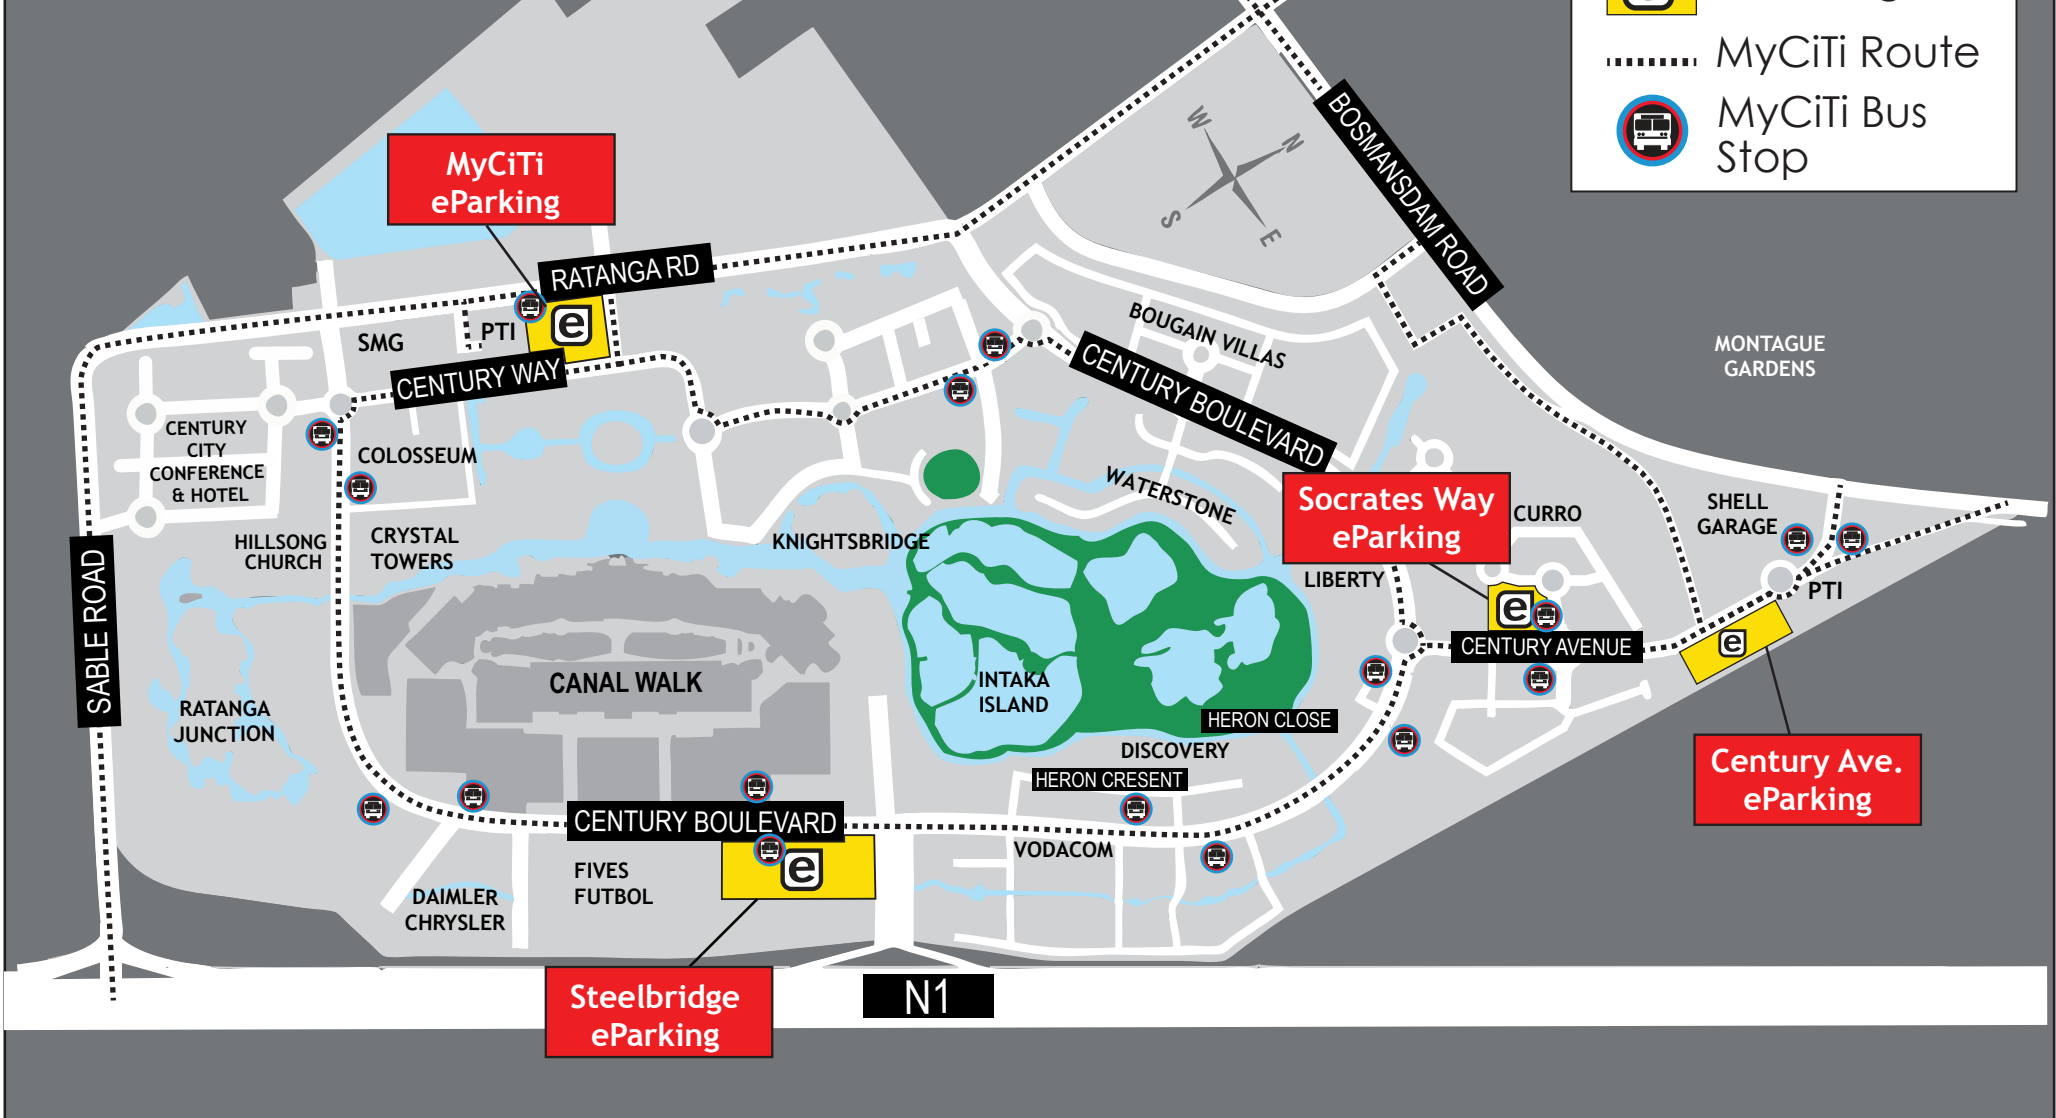 MyCiTi Route
MyCiTi Bus
Stop
MyCiTi
eParking
W
N
S
E
BOSMANSDAM ROAD
RATANGA RD
PTI
e
SMG
CENTURY WAY
BOUGAIN VILLAS
CENTURY BOULEVARD
MONTAGUE
GARDENS
CENTURY
CITY
CONFERENCE
& HOTEL
COLOSSEUM
WATERSTONE
Socrates Way
eParking
CURRO
SHELL
GARAGE
HILLSONG
CHURCH
CRYSTAL
TOWERS
KNIGHTSBRIDGE
LIBERTY
PTI
e
CENTURY AVENUE
e
SABLE ROAD
CANAL WALK
INTAKA
ISLAND
RATANGA
JUNCTION
HERON CLOSE
DISCOVERY
HERON CRESENT
Century Ave.
eParking
CENTURY BOULEVARD
VODACOM
e
FIVES
FUTBOL
DAIMLER
CHRYSLER
Steelbridge
eParking
N1